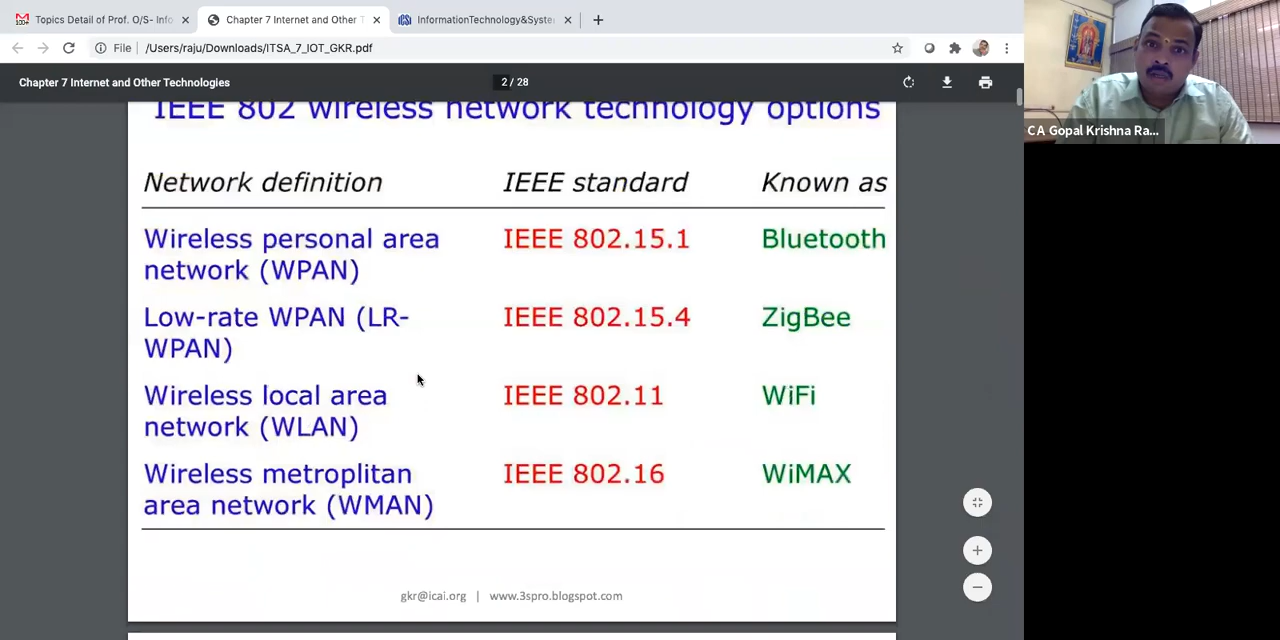 Topics Detail of Prof. O/S- Info
Chapter 7 Internet and Other T
InformationTechnology&Syste
File
/Users/raju/Downloads/ITSA_7_IOT_GKR.pdf
Chapter 7 Internet and Other Technologies
2 / 28
IEEE 802 wireless network technology options
Network definition IEEE standard Known as
Wireless personal area IEEE 802.15.1 Bluetooth
network (WPAN)
Low-rate WPAN (LR- IEEE 802.15.4 ZigBee
WPAN)
Wireless local area IEEE 802.11 WiFi
network (WLAN)
Wireless metroplitan IEEE 802.16 WiMAX
area network (WMAN)
gkr@icai.org | www.3spro.blogspot.com
C A Gopal Krishna Ra...